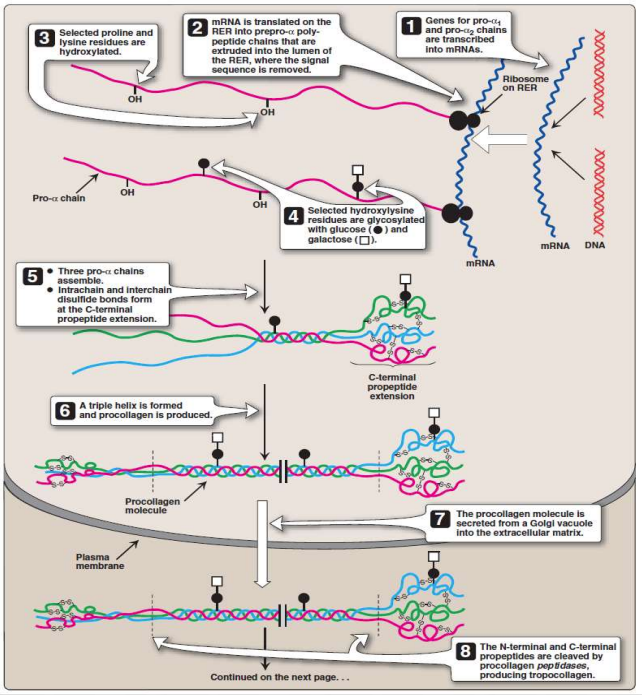 1
Genes for pro-α1
and pro-α2 chains
are transcribed
into mRNAs.
2
mRNA is translated on the
RER into prepro-α poly-
peptide chains that
are extruded into the lumen of
the RER, where the signal
sequence is removed.
3
Selected proline and
lysine residues are
hydroxylated.
Ribosome
on RER
OH
OH
Pro-α chain
OH
OH
4
Selected hydroxylysine
residues are glycosylated
with glucose (●) and
galactose (□).
mRNA
mRNA
DNA
5
● Three pro-α chains
assemble.
● Intrachain and interchain
disulfide bonds form
at the C-terminal
propeptide extension.
-S-S-
-S-S-
-S-S-
-S-S-
C-terminal
propeptide
extension
6
A triple helix is formed
and procollagen is produced.
-S-S-
-S-S-
-S-S-
-S-S-
Procollagen
molecule
7
The procollagen molecule is
secreted from a Golgi vacuole
into the extracellular matrix.
Plasma
membrane
-S-S-
-S-S-
-S-S-
-S-S-
8
The N-terminal and C-terminal
propeptides are cleaved by
procollagen peptidases,
producing tropocollagen.
Continued on the next page. . .